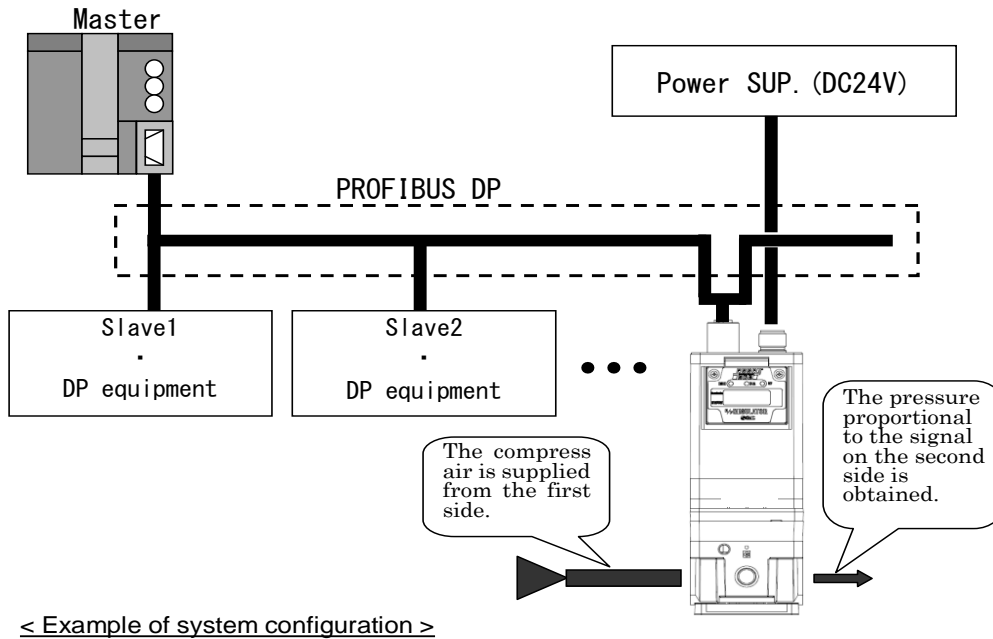 Master
Power SUP. (DC24V)
PROFIBUS DP
Slave1
・
DP equipment
Slave2
・
DP equipment
● ● ●
The compress
air is supplied
from the first
side.
The pressure
proportional
to the signal
on the second
side is
obtained.
< Example of system configuration >